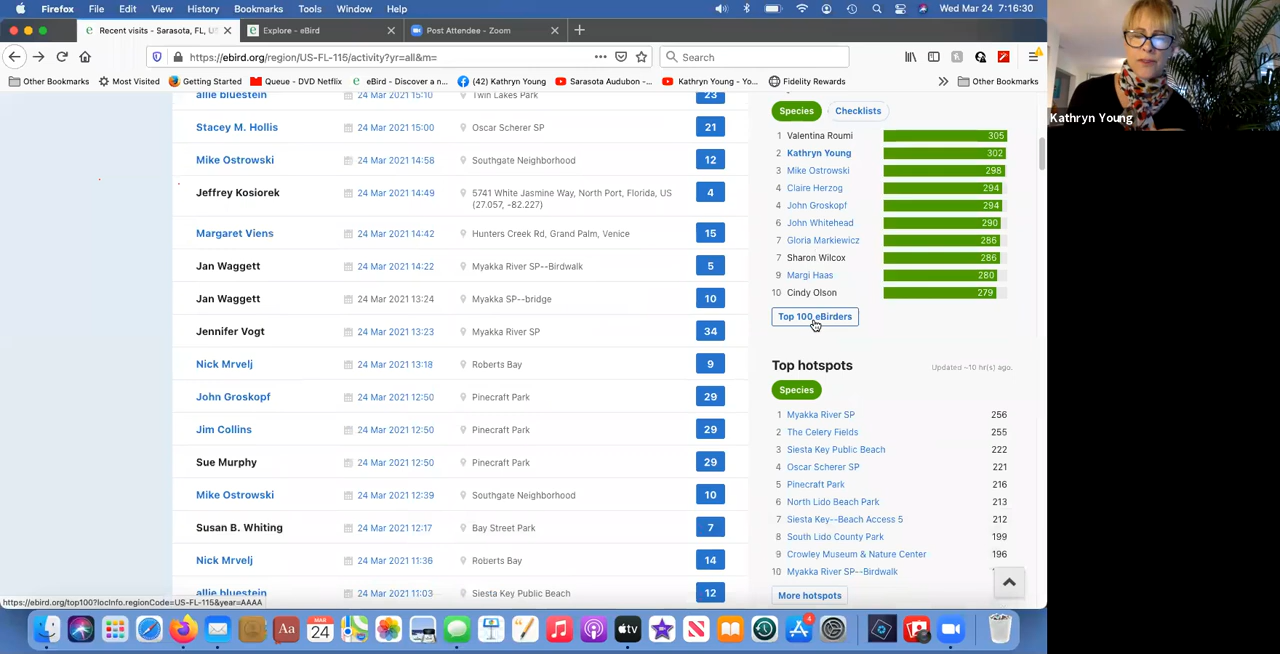 Firefox File Edit View History Bookmarks Tools Window Help Wed Mar 24 7:16:30
Recent visits - Sarasota, FL, US Explore - eBird Post Attendee - Zoom
https://ebird.org/region/US-FL-115/activity?yr=all&m= Search
Other Bookmarks Most Visited Getting Started Queue - DVD Netflix eBird - Discover a n... (42) Kathryn Young Sarasota Audubon -... Kathryn Young - Yo... Fidelity Rewards Other Bookmarks
allie bluestein 24 Mar 2021 15:10 Twin Lakes Park 23
Stacey M. Hollis 24 Mar 2021 15:00 Oscar Scherer SP 21
Mike Ostrowski 24 Mar 2021 14:58 Southgate Neighborhood 12
Jeffrey Kosiorek 24 Mar 2021 14:49 5741 White Jasmine Way, North Port, Florida, US 4
(27.057, -82.227)
Margaret Viens 24 Mar 2021 14:42 Hunters Creek Rd, Grand Palm, Venice 15
Jan Waggett 24 Mar 2021 14:22 Myakka River SP--Birdwalk 5
Jan Waggett 24 Mar 2021 13:24 Myakka SP--bridge 10
Jennifer Vogt 24 Mar 2021 13:23 Myakka River SP 34
Nick Mrvelj 24 Mar 2021 13:18 Roberts Bay 9
John Groskopf 24 Mar 2021 12:50 Pinecraft Park 29
Jim Collins 24 Mar 2021 12:50 Pinecraft Park 29
Sue Murphy 24 Mar 2021 12:50 Pinecraft Park 29
Mike Ostrowski 24 Mar 2021 12:39 Southgate Neighborhood 10
Susan B. Whiting 24 Mar 2021 12:17 Bay Street Park 7
Nick Mrvelj 24 Mar 2021 11:36 Roberts Bay 14
allie bluestein 24 Mar 2021 11:03 Siesta Key Public Beach 12
Species Checklists
1 Valentina Roumi 305
2 Kathryn Young 302
3 Mike Ostrowski 298
4 Claire Herzog 294
4 John Groskopf 294
6 John Whitehead 290
7 Gloria Markiewicz 286
7 Sharon Wilcox 286
9 Margi Haas 280
10 Cindy Olson 279
Top 100 eBirders
Top hotspots Updated ~10 hr(s) ago.
Species
1 Myakka River SP 256
2 The Celery Fields 255
3 Siesta Key Public Beach 222
4 Oscar Scherer SP 221
5 Pinecraft Park 216
6 North Lido Beach Park 213
7 Siesta Key--Beach Access 5 212
8 South Lido County Park 199
9 Crowley Museum & Nature Center 196
10 Myakka River SP--Birdwalk
More hotspots
https://ebird.org/top100?locInfo.regionCode=US-FL-115&year=AAAA
Kathryn Young
Aa MAR 24 tv 4